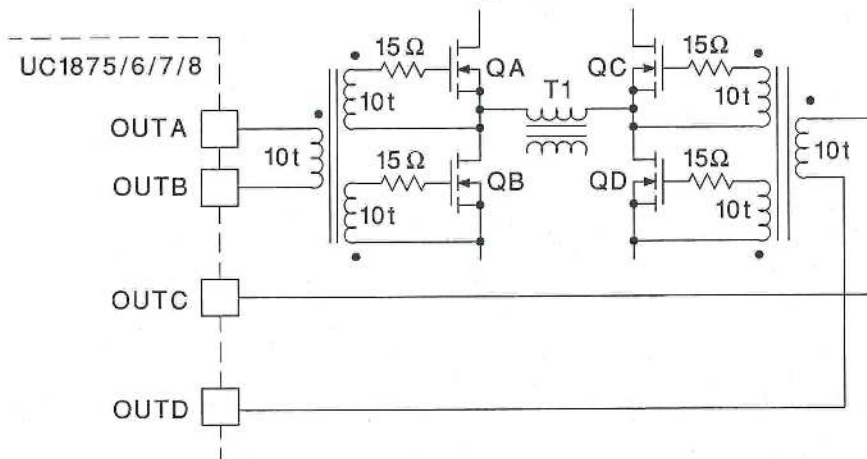 UC1875/6/7/8
15Ω
QA
QC
15Ω
T1
OUTA
10t
10t
10t
10t
OUTB
15Ω
QB
QD
15Ω
10t
10t
OUTC
OUTD